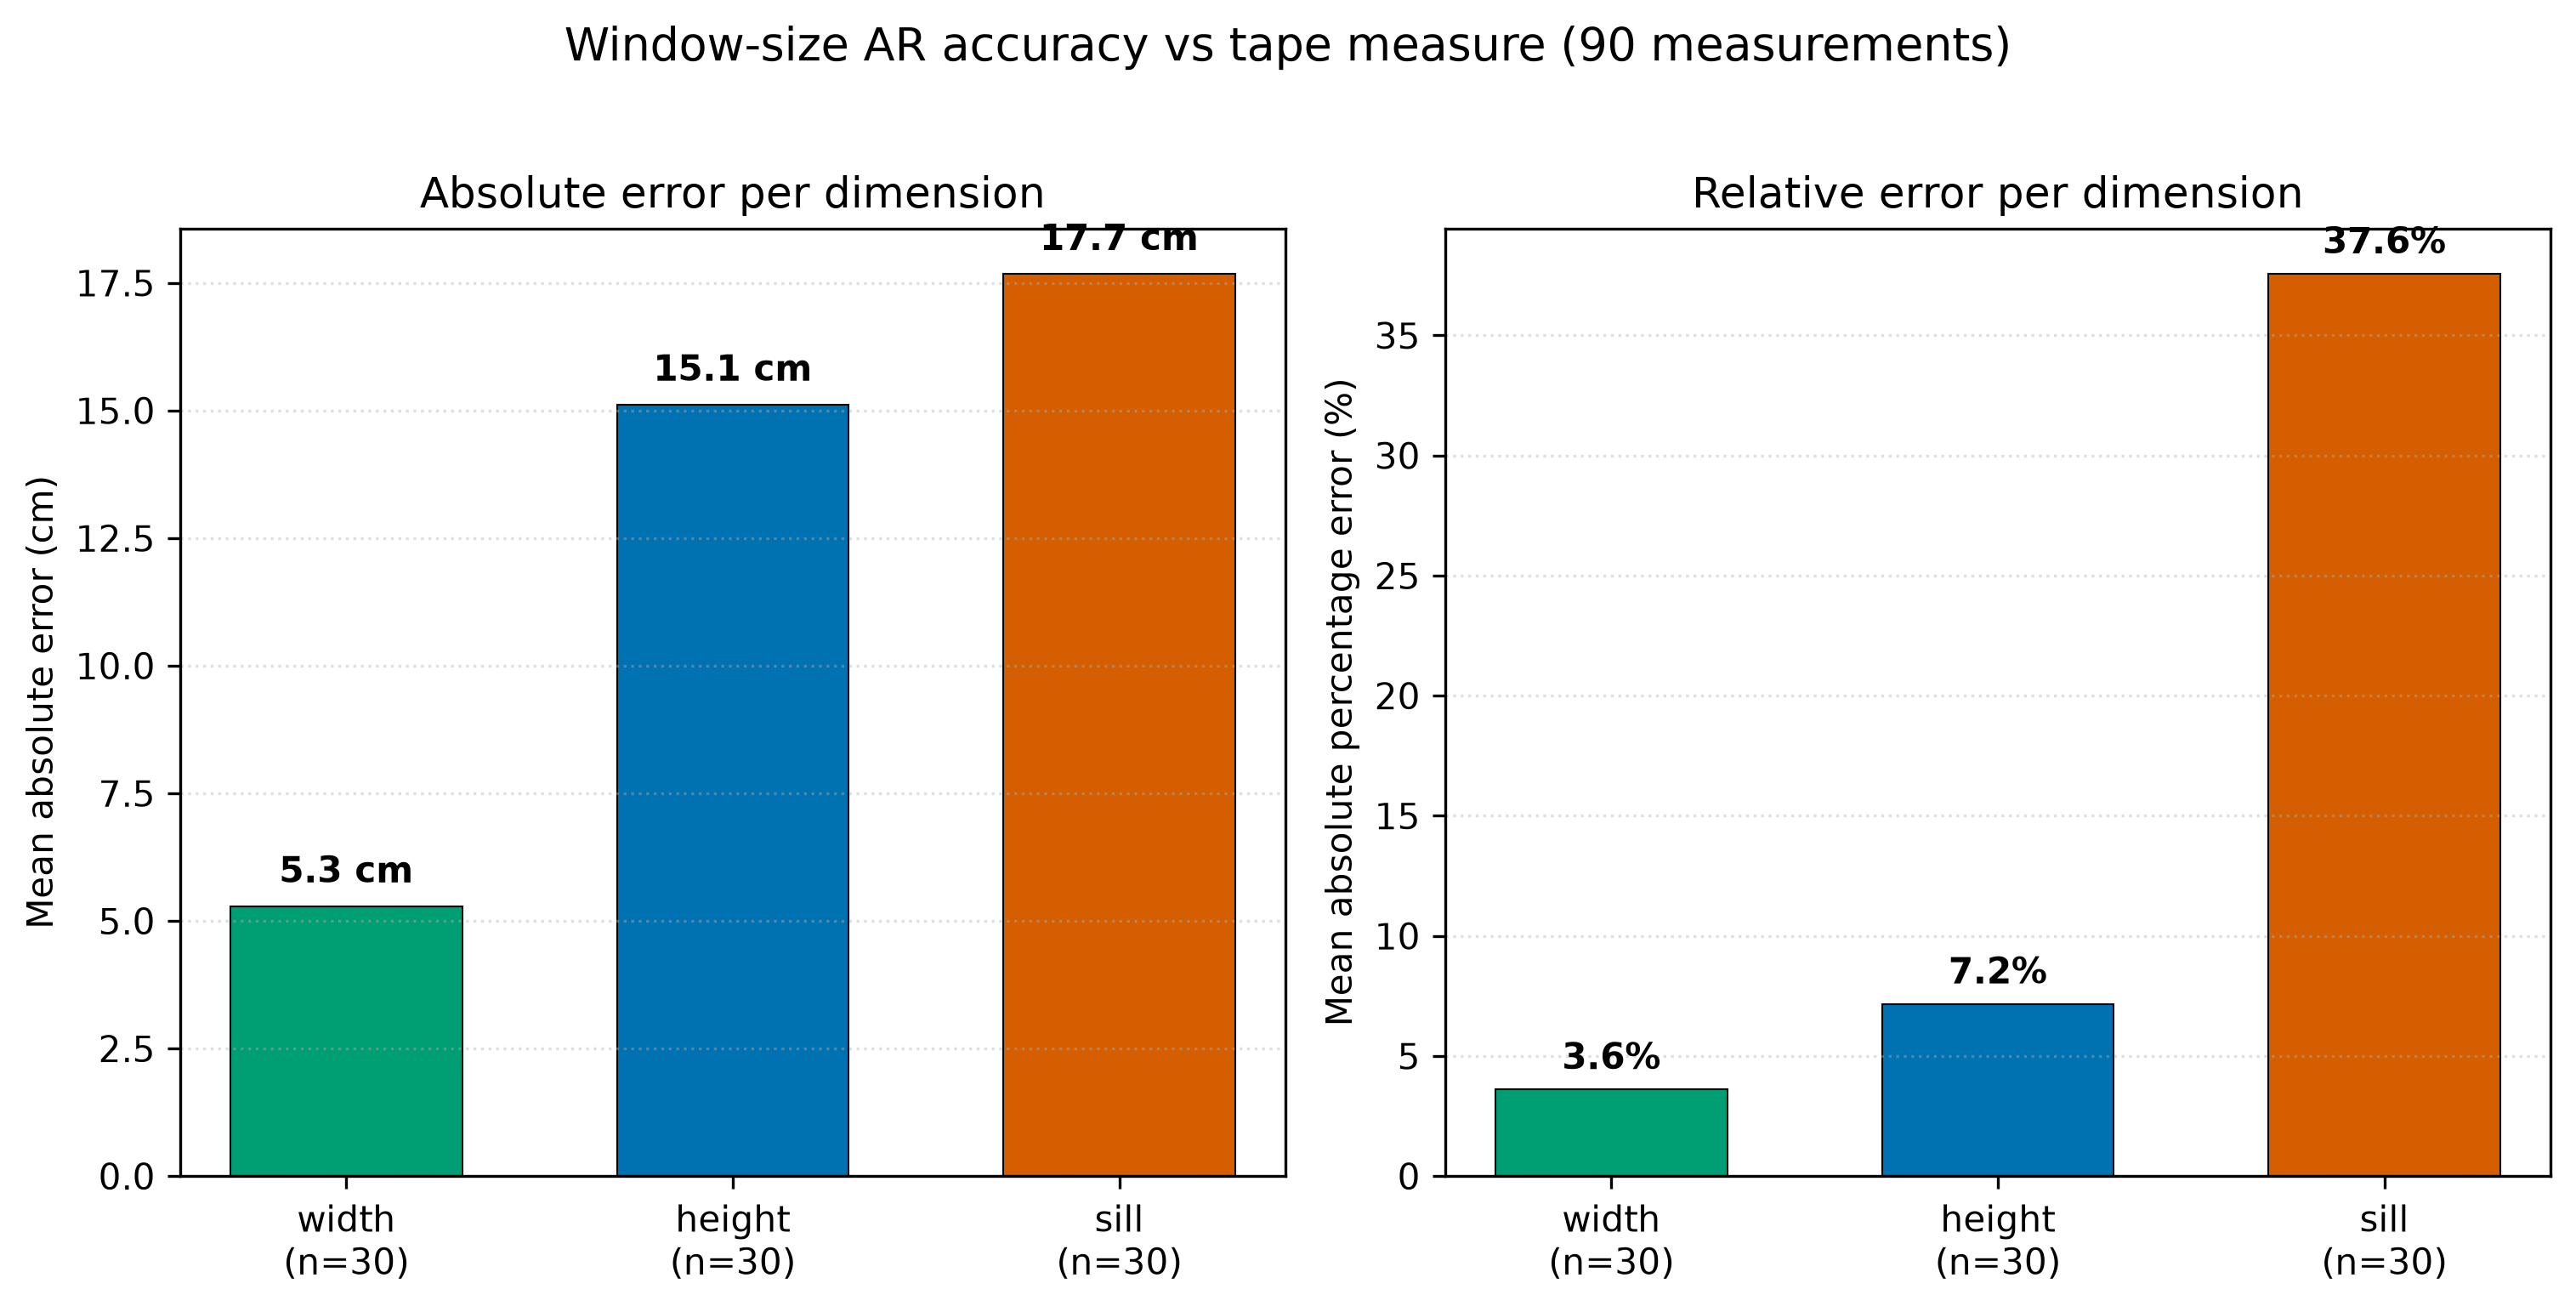 Window-size AR accuracy vs tape measure (90 measurements)
Absolute error per dimension
Mean absolute error (cm)
17.5
15.0
12.5
10.0
7.5
5.0
2.5
0.0
5.3 cm
15.1 cm
17.7 cm
width
(n=30)
height
(n=30)
sill
(n=30)
Relative error per dimension
Mean absolute percentage error (%)
35
30
25
20
15
10
5
0
3.6%
7.2%
37.6%
width
(n=30)
height
(n=30)
sill
(n=30)